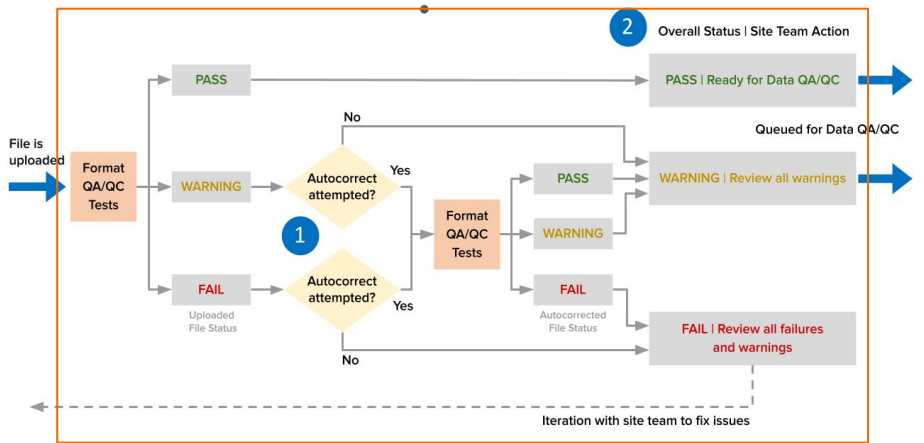 2
Overall Status | Site Team Action
PASS
PASS | Ready for Data QA/QC
No
Queued for Data QA/QC
File is
uploaded
Format
QA/QC
Tests
WARNING
Autocorrect
attempted?
Yes
Format
QA/QC
Tests
PASS
WARNING
WARNING | Review all warnings
1
FAIL
Uploaded
File Status
Autocorrect
attempted?
Yes
No
FAIL
Autocorrected
File Status
FAIL | Review all failures
and warnings
Iteration with site team to fix issues